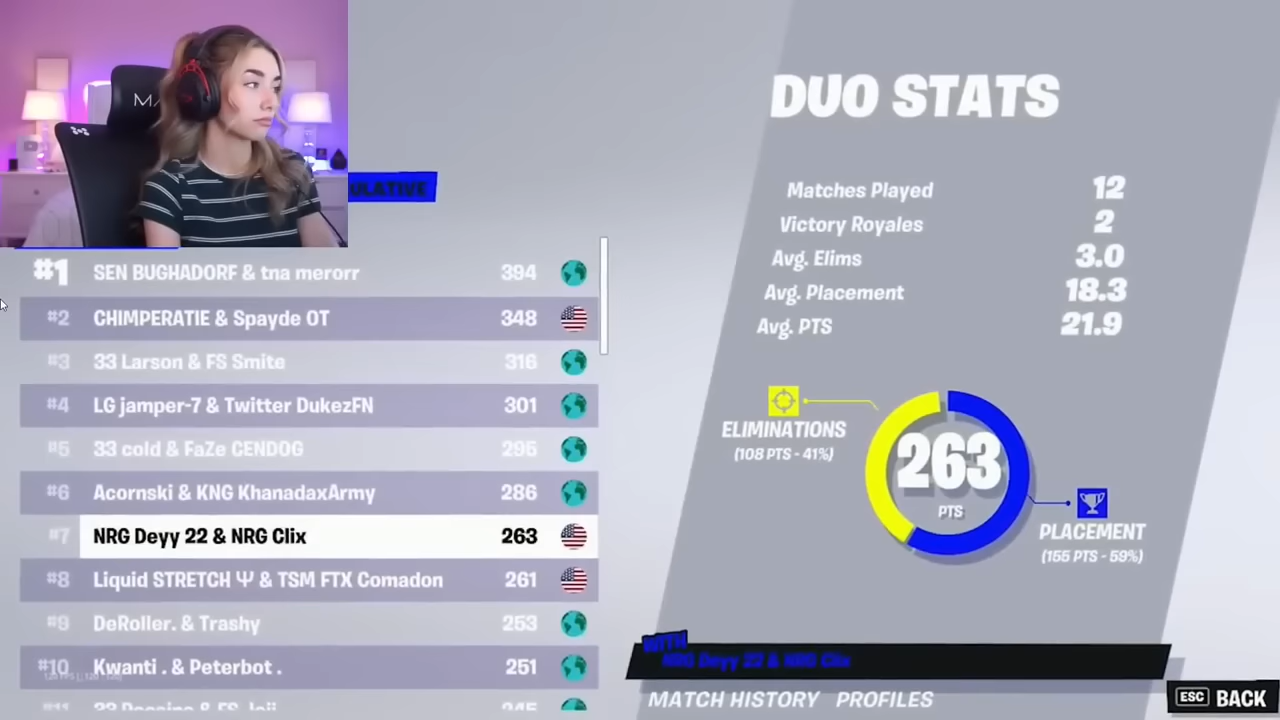 DUO STATS
Matches Played 12
Victory Royales 2
Avg. Elims 3.0
Avg. Placement 18.3
Avg. PTS 21.9
ELIMINATIONS
(108 PTS - 41%)
263
PTS
PLACEMENT
(155 PTS - 59%)
ULATIVE
#1 SEN BUGHADORF & tna merorr 394
#2 CHIMPERATIE & Spayde OT 348
#3 33 Larson & FS Smite 316
#4 LG jamper-7 & Twitter DukezFN 301
#5 33 cold & FaZe CENDOG 295
#6 Acornski & KNG KhanadaxArmy 286
#7 NRG Deyy 22 & NRG Clix 263
#8 Liquid STRETCH Ψ & TSM FTX Comadon 261
#9 DeRoller. & Trashy 253
#10 Kwanti . & Peterbot . 251
WITH
NRG Deyy 22 & NRG Clix
MATCH HISTORY PROFILES
ESC BACK